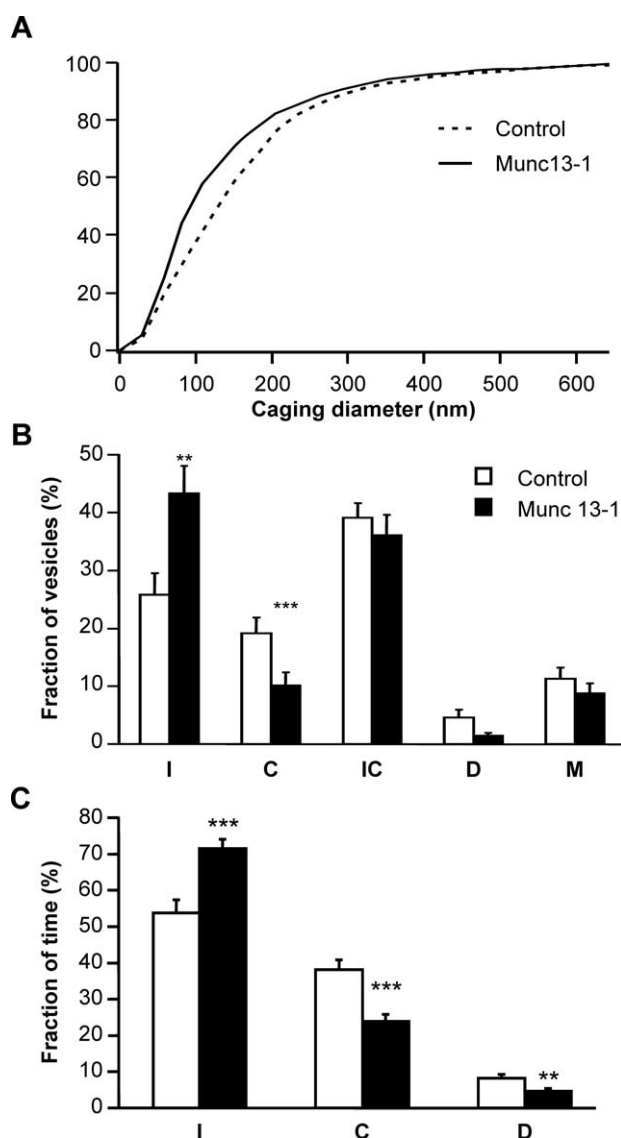 A
100
80
60
40
20
0
Control
Munc13-1
0 100 200 300 400 500 600
Caging diameter (nm)
B
Fraction of vesicles (%)
50
40
30
20
10
0
** *** 
Control
Munc 13-1
I C IC D M
C
Fraction of time (%)
80
70
60
50
40
30
20
10
0
*** *** **
I C D